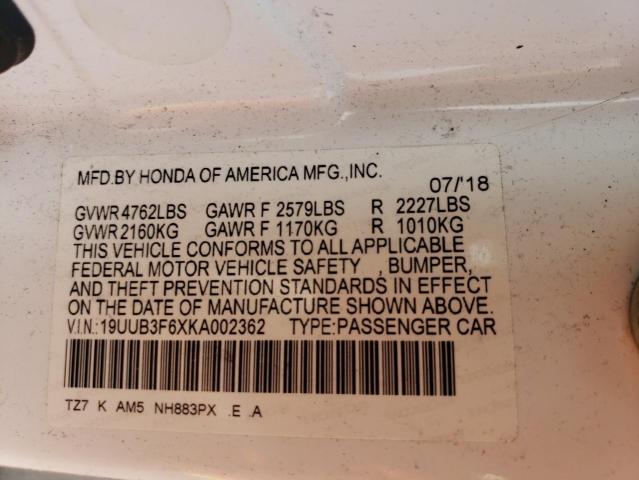 MFD.BY HONDA OF AMERICA MFG.,INC.
07/'18
GVWR 4762LBS GAWR F 2579LBS R 2227LBS
GVWR 2160KG GAWR F 1170KG R 1010KG
THIS VEHICLE CONFORMS TO ALL APPLICABLE
FEDERAL MOTOR VEHICLE SAFETY , BUMPER,
AND THEFT PREVENTION STANDARDS IN EFFECT
ON THE DATE OF MANUFACTURE SHOWN ABOVE.
V.I.N.:19UUB3F6XKA002362 TYPE:PASSENGER CAR
TZ7 K AM5 NH883PX .E .A